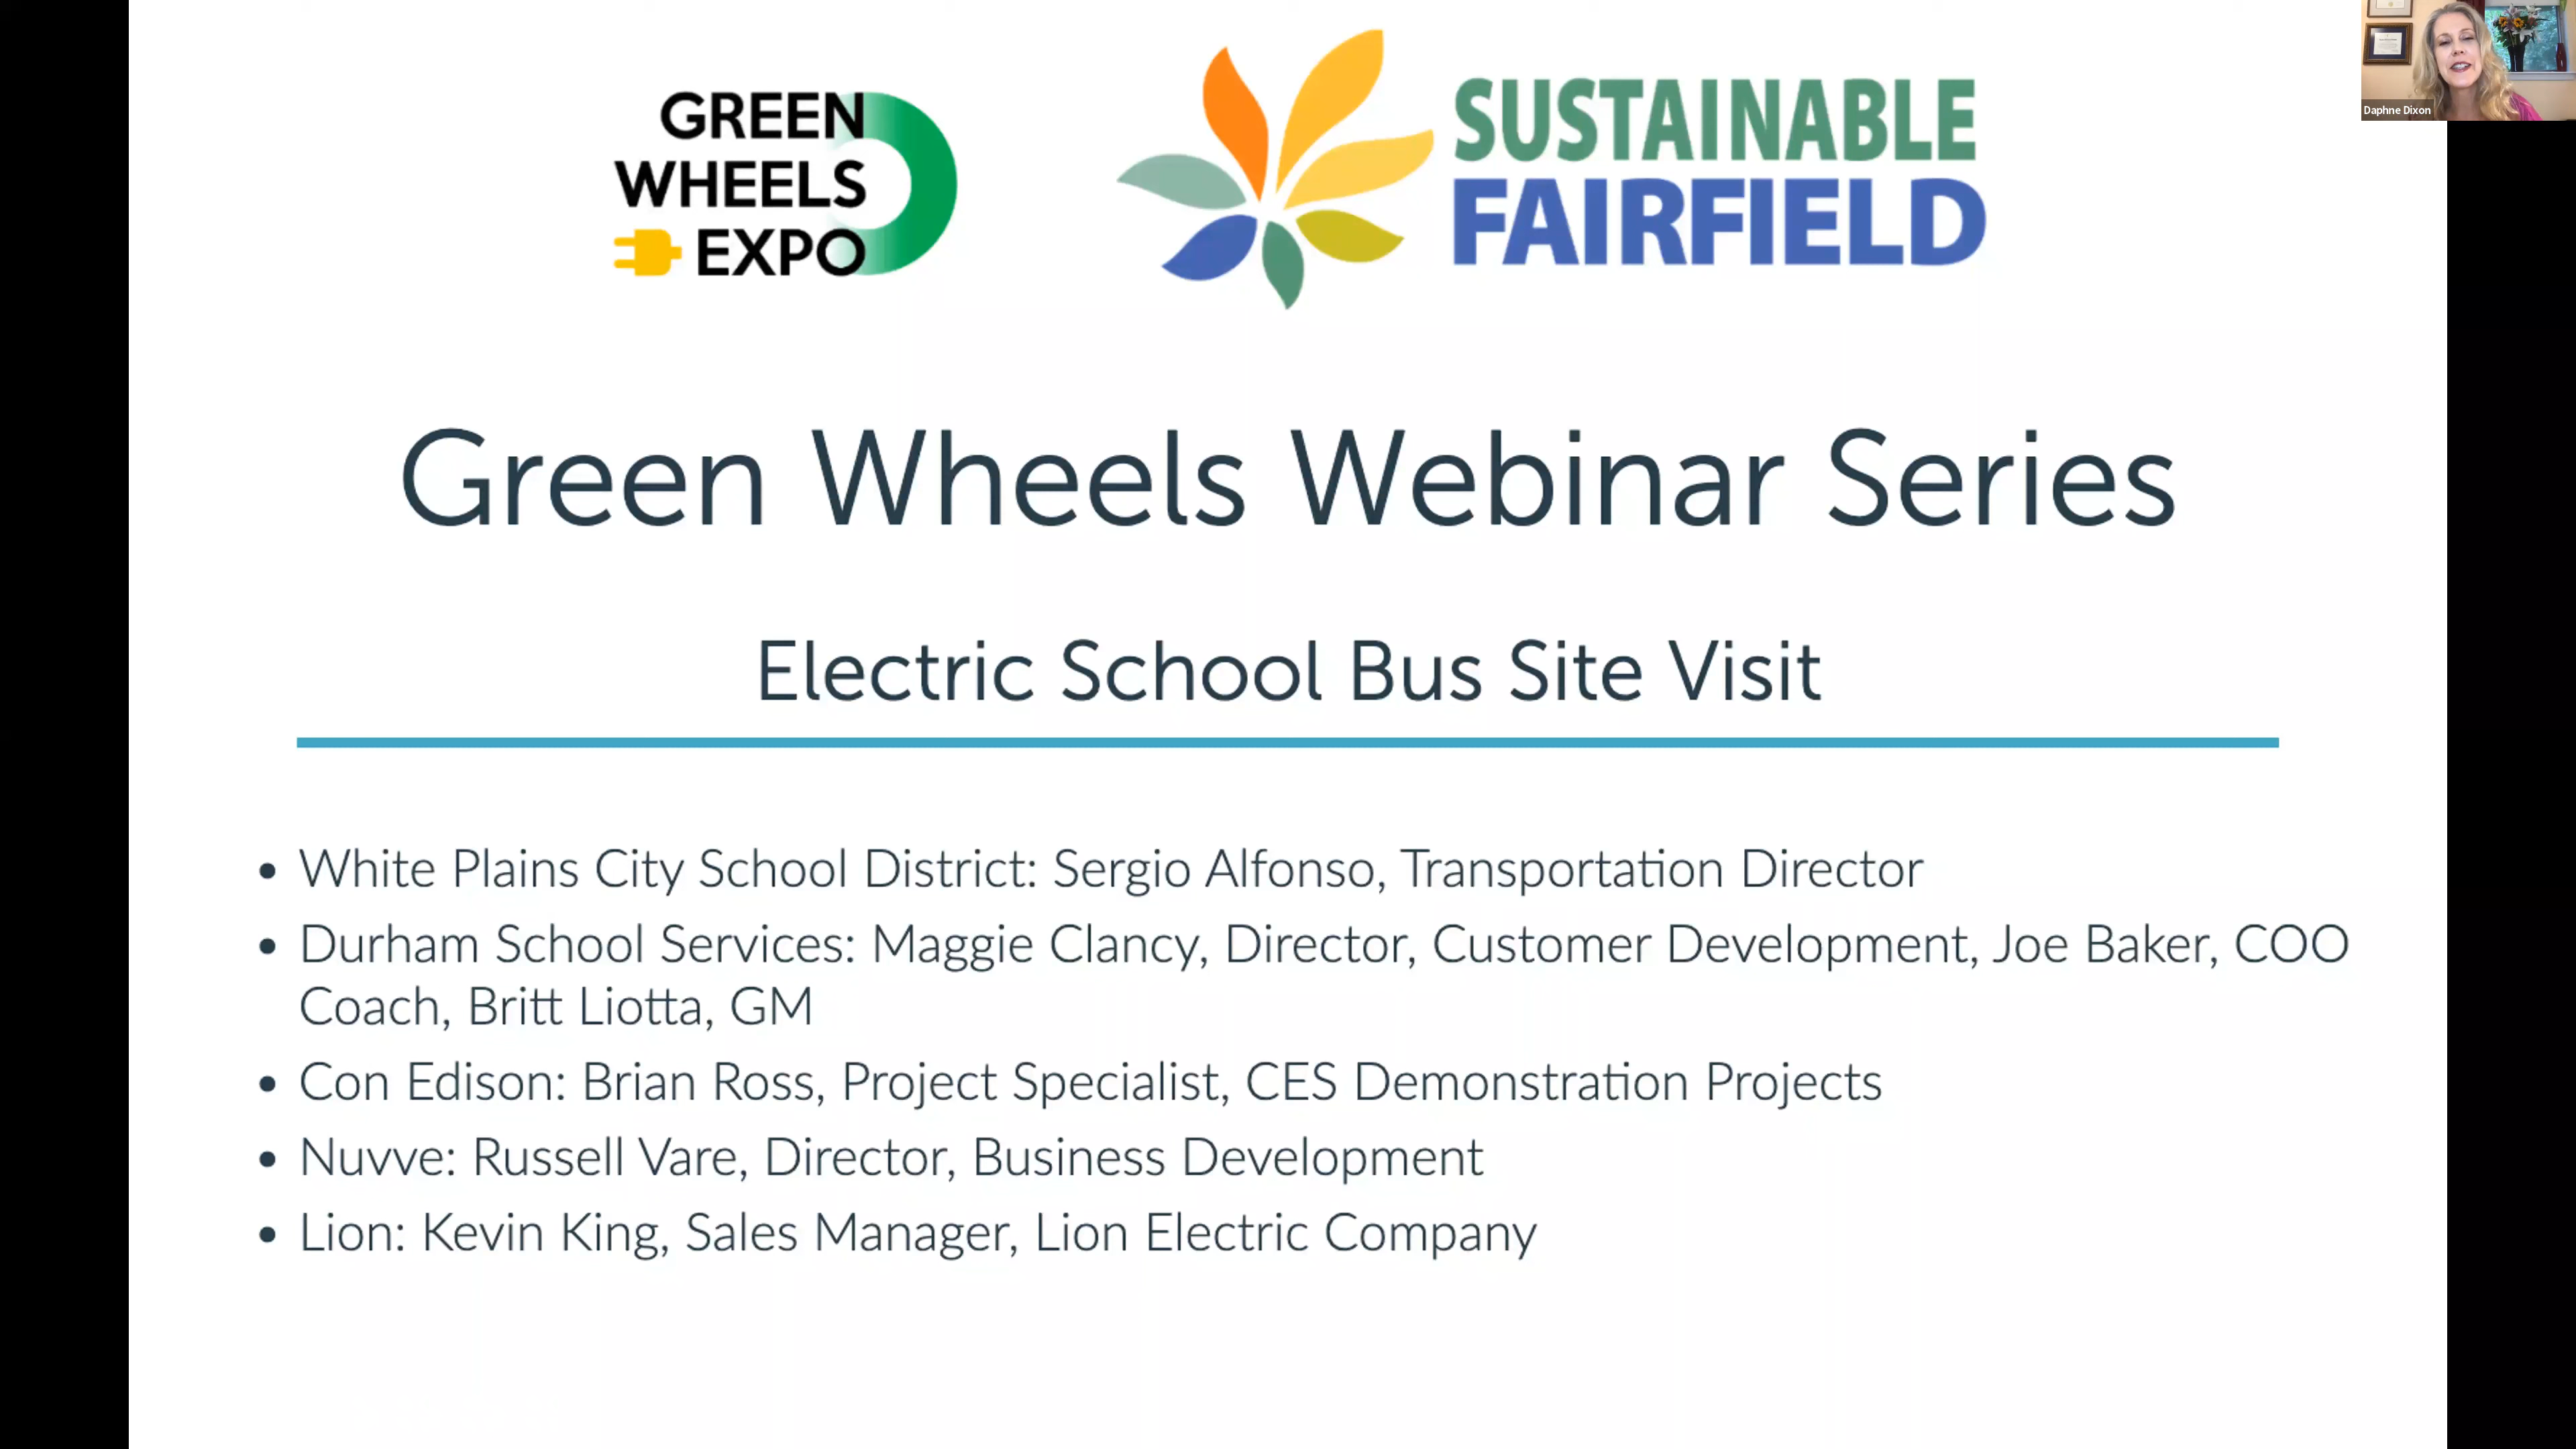 GREEN
WHEELS
EXPO
SUSTAINABLE
FAIRFIELD
Daphne Dixon
Green Wheels Webinar Series
Electric School Bus Site Visit
• White Plains City School District: Sergio Alfonso, Transportation Director
• Durham School Services: Maggie Clancy, Director, Customer Development, Joe Baker, COO
Coach, Britt Liotta, GM
• Con Edison: Brian Ross, Project Specialist, CES Demonstration Projects
• Nuvve: Russell Vare, Director, Business Development
• Lion: Kevin King, Sales Manager, Lion Electric Company